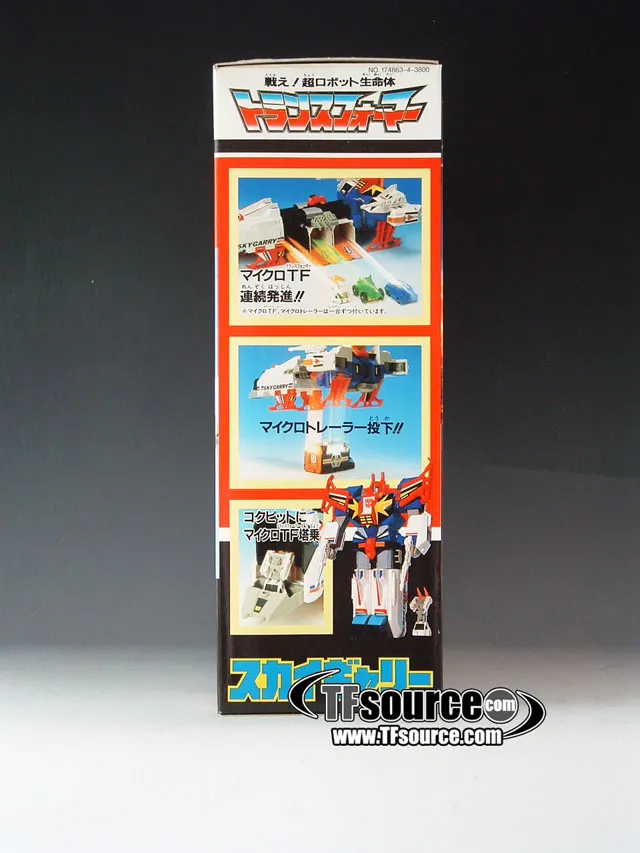 NO. 174863-4-3800
戦え!超ロボット生命体
トランスフォーマー
SKYGARRY
マイクロTF
連続発進!!
※マイクロTF、マイクロトレーラーは一台ずつ付いています。
SKYGARRY
マイクロトレーラー投下!!
コクピットに
マイクロTF塔乗
スカイギャリー
TFsource.com
www.TFsource.com